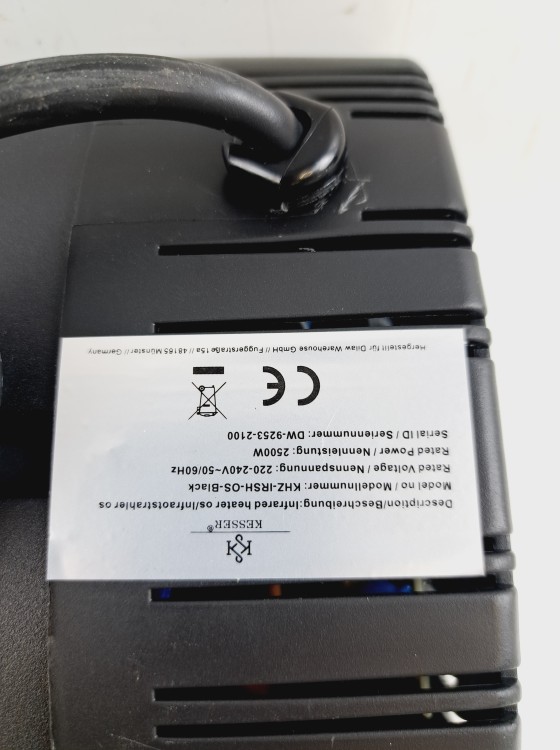 KESSER®
Description/Beschreibung:Infrared heater os/Infraotstrahler os
Model no / Modellnummer: KHZ-IRSH-OS-Black
Rated Voltage / Nennspannung: 220-240V~50/60Hz
Rated Power / Nennleistung: 2500W
Serial ID / Seriennummer: DW-9253-2100
CE
Hergestellt für Dilaw Warehouse GmbH // Fuggerstraße 15a // 48165 Münster // Germany